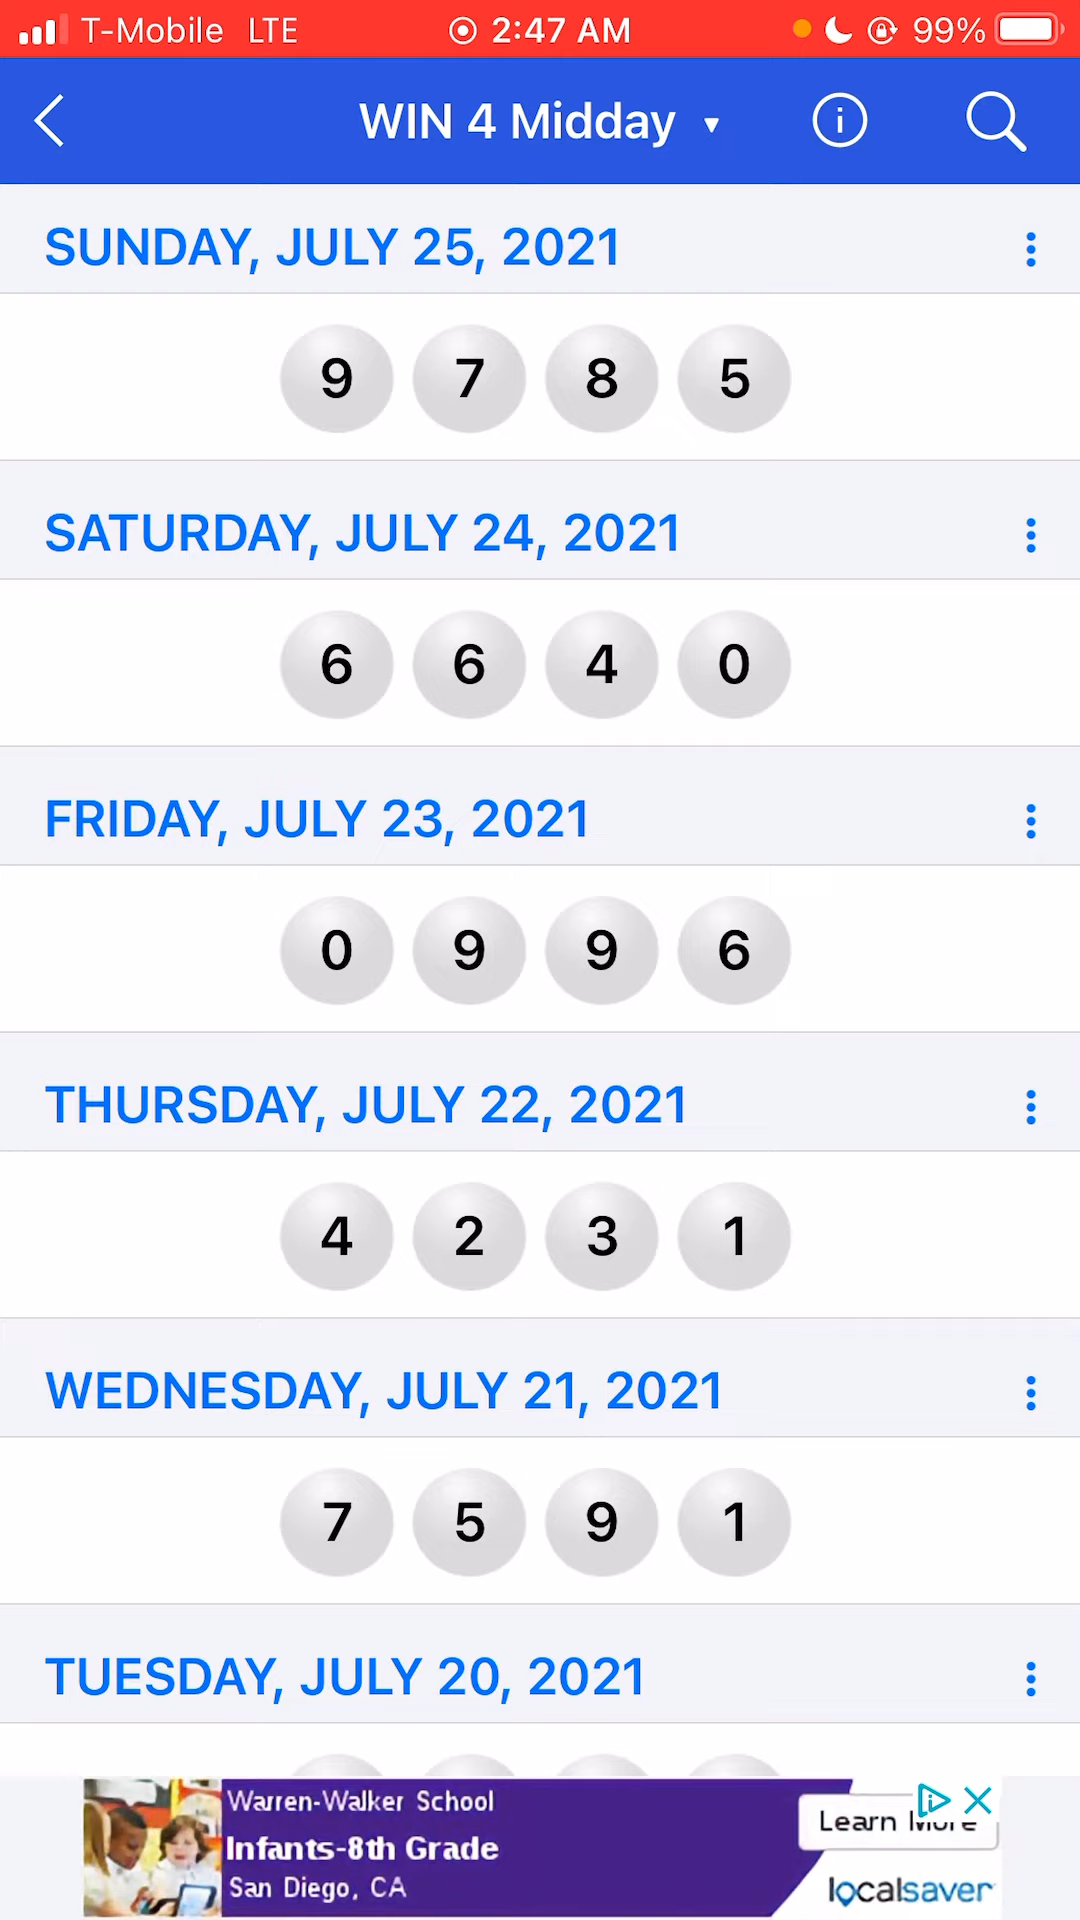 T-Mobile LTE 2:47 AM 99%
WIN 4 Midday
SUNDAY, JULY 25, 2021
9 7 8 5
SATURDAY, JULY 24, 2021
6 6 4 0
FRIDAY, JULY 23, 2021
0 9 9 6
THURSDAY, JULY 22, 2021
4 2 3 1
WEDNESDAY, JULY 21, 2021
7 5 9 1
TUESDAY, JULY 20, 2021
Warren-Walker School
Infants-8th Grade
San Diego, CA
Learn More
localsaver